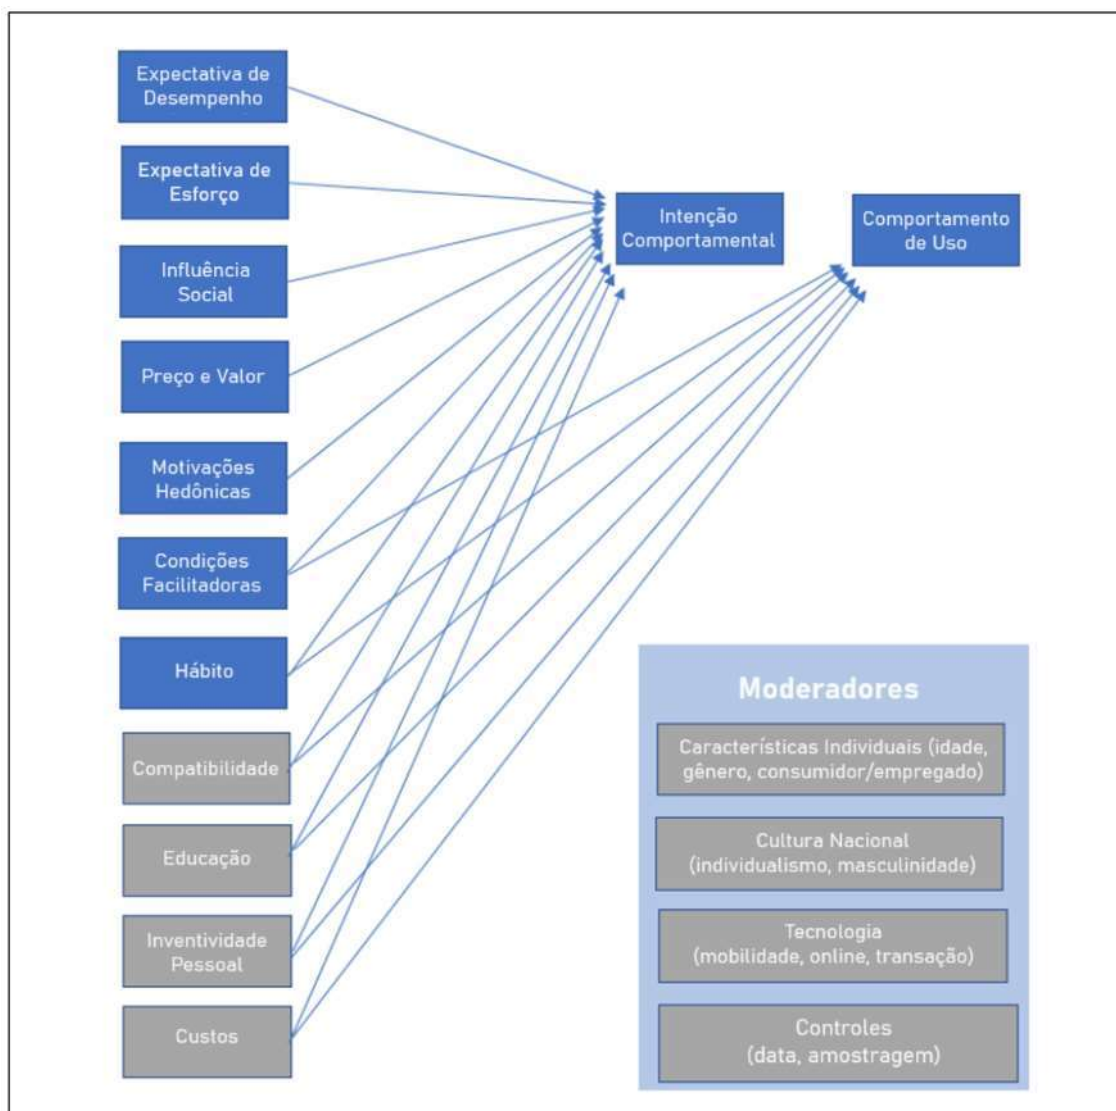 Expectativa de
Desempenho
Expectativa de
Esforço
Influência
Social
Preço e Valor
Motivações
Hedônicas
Condições
Facilitadoras
Hábito
Compatibilidade
Educação
Inventividade
Pessoal
Custos
Intenção
Comportamental
Comportamento
de Uso
Moderadores
Características Individuais (idade,
gênero, consumidor/empregado)
Cultura Nacional
(individualismo, masculinidade)
Tecnologia
(mobilidade, online, transação)
Controles
(data, amostragem)